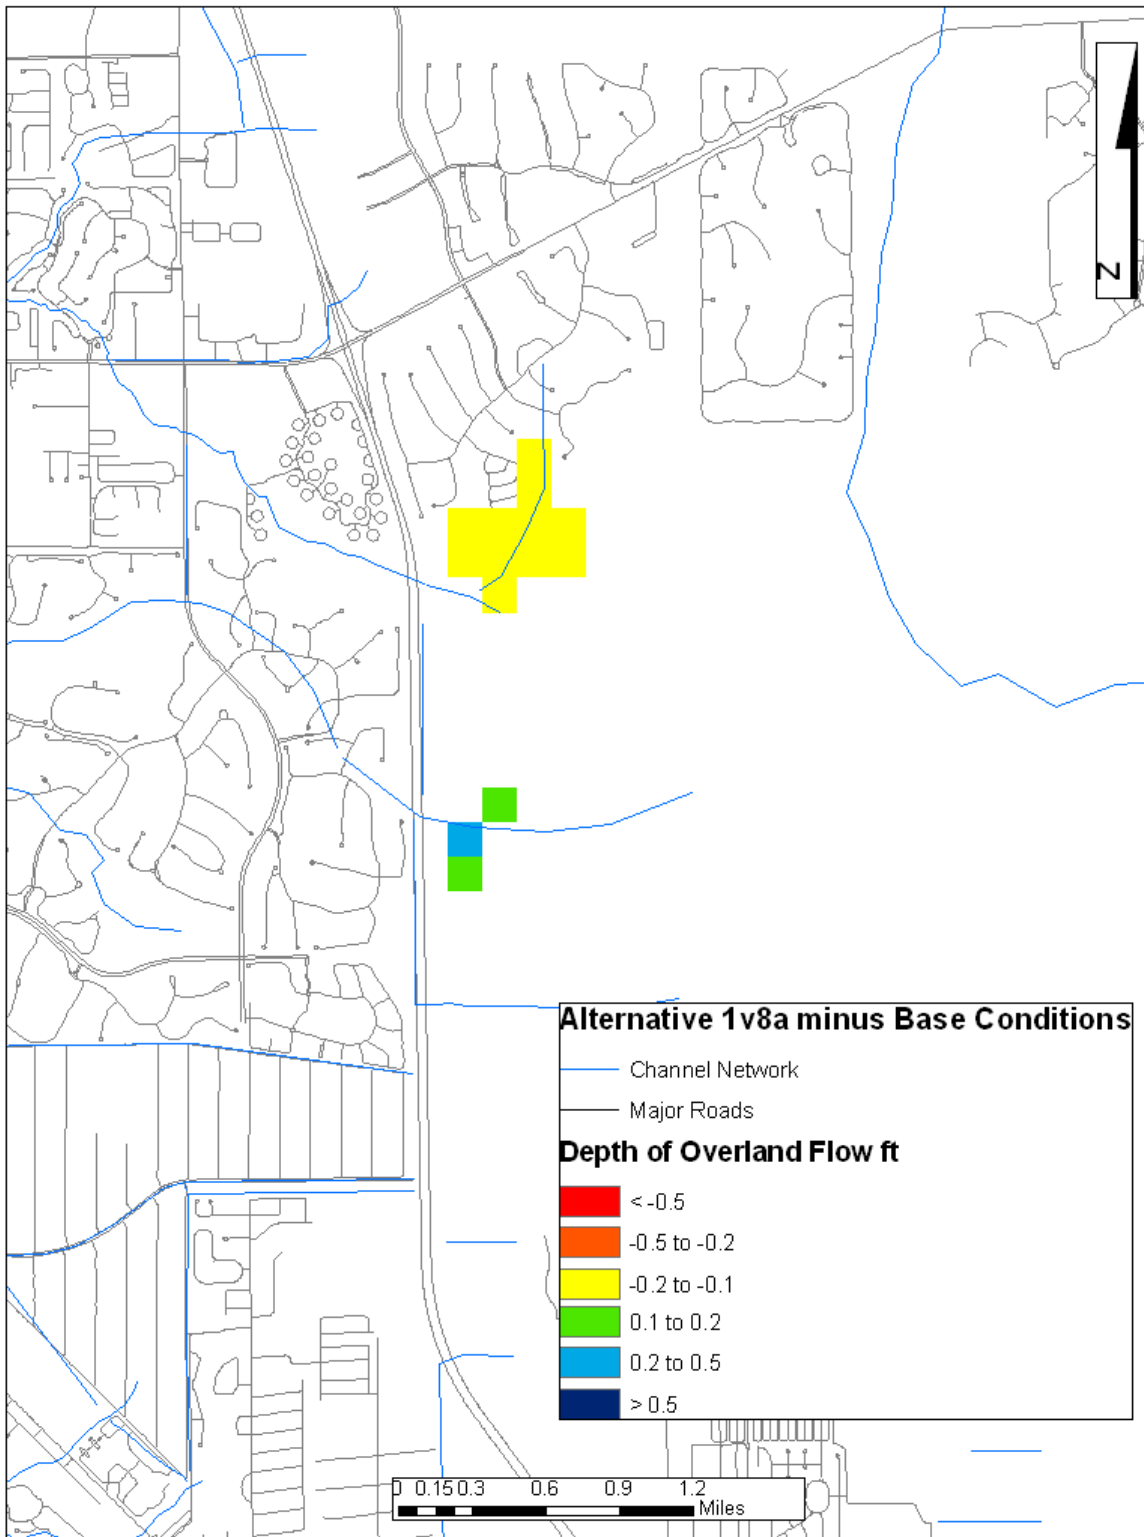 Z
Alternative 1v8a minus Base Conditions
Channel Network
Major Roads
Depth of Overland Flow ft
< -0.5
-0.5 to -0.2
-0.2 to -0.1
0.1 to 0.2
0.2 to 0.5
> 0.5
0 0.15 0.3 0.6 0.9 1.2
Miles